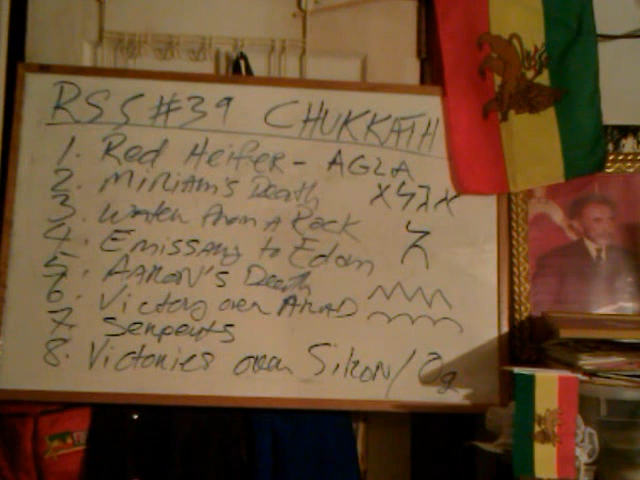 RSS #39 CHUKKATH
1. Red Heifer - AGLA
2. Miriam's Death
3. Water from A Rock
4. Emissary to Edom
5. AARON'S Death
6. Victory over ARAD
7. Serpents
8. Victories over Sihon/Og